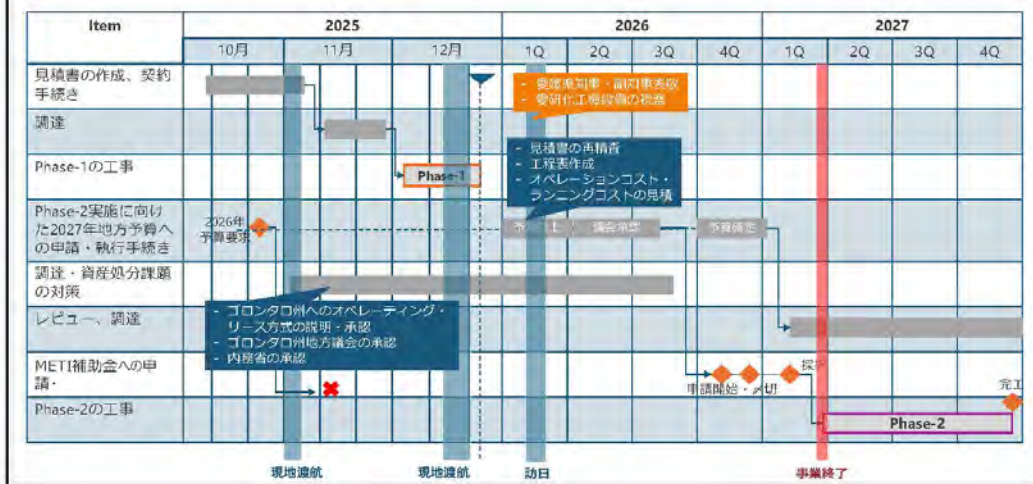 Item 2025 2026 2027
10月 11月 12月 1Q 2Q 3Q 4Q 1Q 2Q 3Q 4Q
見積書の作成、契約
手続き
- 愛媛県知事・副知事表敬
- 愛研化工機設備の視察
調達
- 見積書の再精査
- 工程表作成
- オペレーションコスト・
ランニングコストの見積
Phase-1の工事
Phase-1
Phase-2実施に向け
た2027年地方予算へ
の申請・執行手続き
2026年
予算要求
議会承認
予算確定
調達・資産処分課題
の対策
- ゴロンタロ州へのオペレーティング・
リース方式の説明・承認
- ゴロンタロ州地方議会の承認
- 内務省の承認
レビュー、調達
METI補助金への申
請・
採択
申請開始・〆切
Phase-2の工事
完工
Phase-2
現地渡航 現地渡航 訪日 事業終了